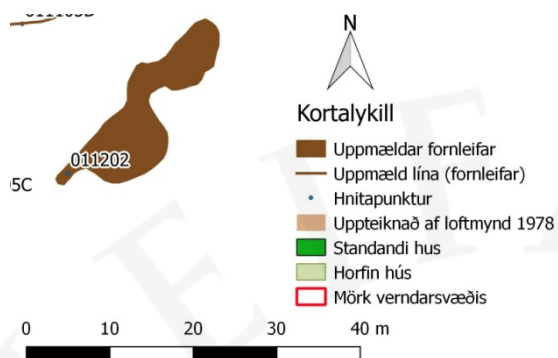 N
011202
5C
Kortalykill
Uppmældar fornleifar
Uppmæld lína (fornleifar)
Hnitapunktur
Uppteiknað af loftmynd 1978
Standandi hus
Horfin hús
Mörk verndarsvæðis
0 10 20 30 40 m